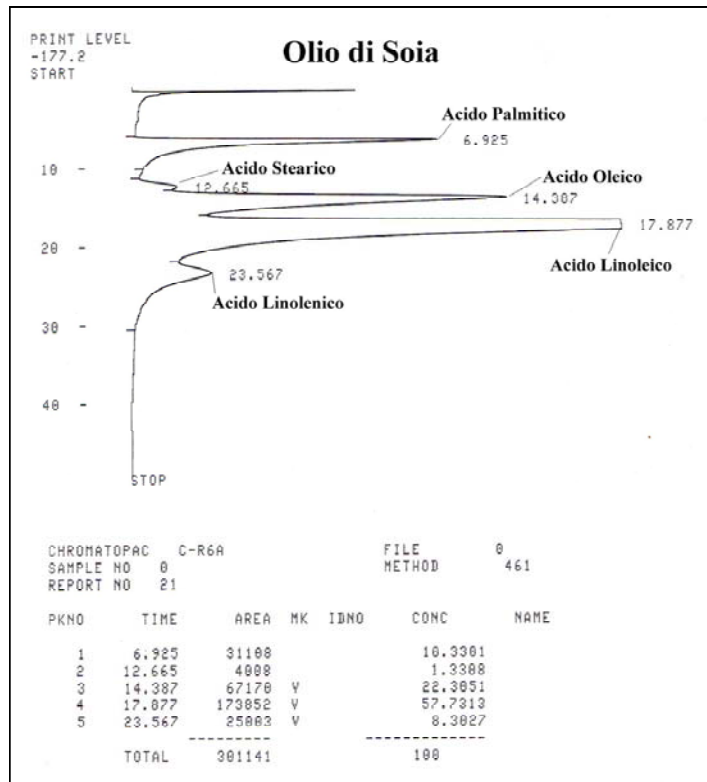 PRINT LEVEL
-177.2
START
Olio di Soia
Acido Palmitico
6.925
10 -
Acido Stearico
12.665
Acido Oleico
14.387
17.877
20 -
Acido Linoleico
23.567
Acido Linolenico
30 -
40 -
STOP
CHROMATOPAC C-R6A FILE 0
SAMPLE NO 0 METHOD 461
REPORT NO 21
PKNO TIME AREA MK IDNO CONC NAME
1 6.925 31108 10.3301
2 12.665 4008 1.3308
3 14.387 67170 V 22.3051
4 17.877 173852 V 57.7313
5 23.567 25003 V 8.3027
--------- -------------
TOTAL 301141 100